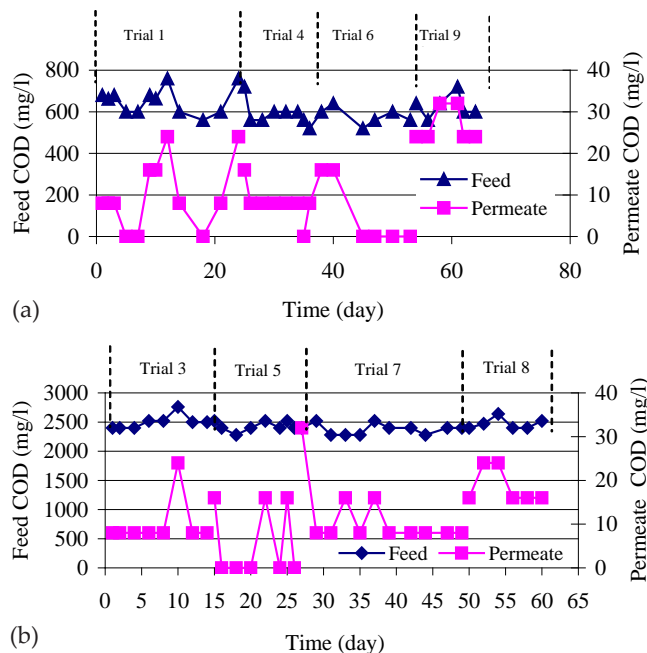 Trial 1 Trial 4 Trial 6 Trial 9
800 40
600 30
400 20
200 10
0 0
0 20 40 60 80
Feed COD (mg/l)
Permeate COD (mg/l)
Feed
Permeate
Time (day)
(a)
Trial 3 Trial 5 Trial 7 Trial 8
3000 40
2500
2000 30
1500 20
1000
500 10
0 0
0 5 10 15 20 25 30 35 40 45 50 55 60 65
Feed COD (mg/l)
Permeate COD (mg/l)
Feed Permeate
Time (day)
(b)